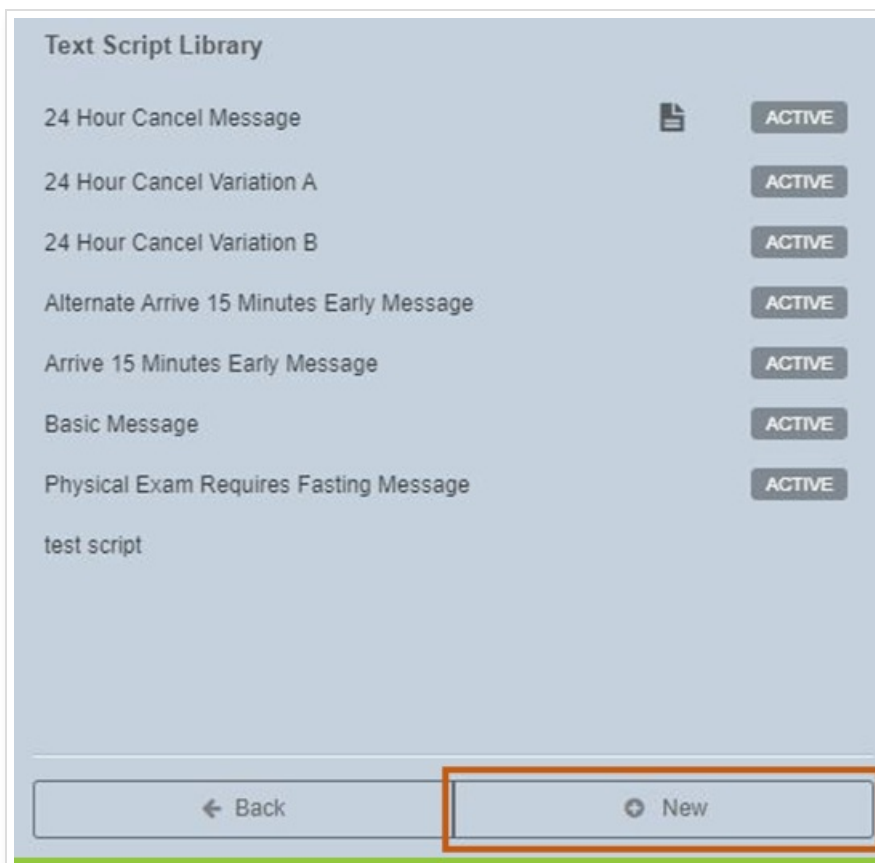 Text Script Library
24 Hour Cancel Message ACTIVE
24 Hour Cancel Variation A ACTIVE
24 Hour Cancel Variation B ACTIVE
Alternate Arrive 15 Minutes Early Message ACTIVE
Arrive 15 Minutes Early Message ACTIVE
Basic Message ACTIVE
Physical Exam Requires Fasting Message ACTIVE
test script
Back New